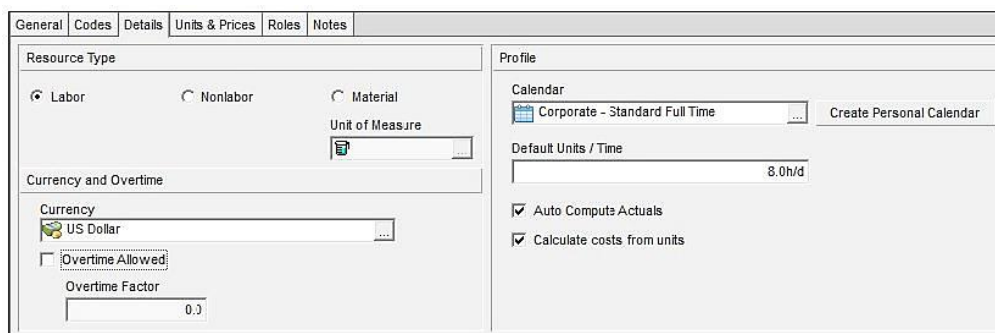 General Codes Details Units & Prices Roles Notes
Resource Type
Labor Nonlabor Material
Unit of Measure
...
Currency and Overtime
Currency
US Dollar ...
Overtime Allowed
Overtime Factor
0.0
Profile
Calendar
Corporate - Standard Full Time ... Create Personal Calendar
Default Units / Time
8.0h/d
Auto Compute Actuals
Calculate costs from units